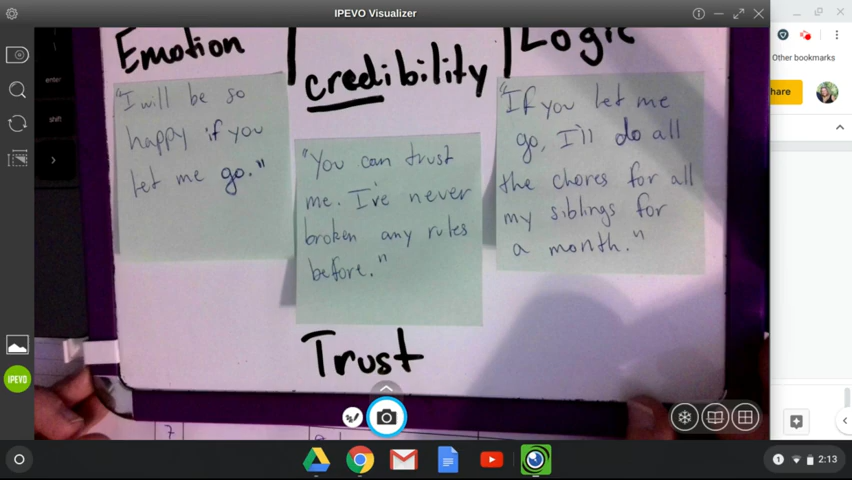 IPEVO Visualizer
Other bookmarks
hare
enter
shift
Emotion
credibility
Logic
"I will be so
happy if you
let me go."
"You can trust
me. I've never
broken any rules
before."
"If you let me
go, I'll do all
the chores for all
my siblings for
a month."
Trust
IPEVO
7
1
2:13